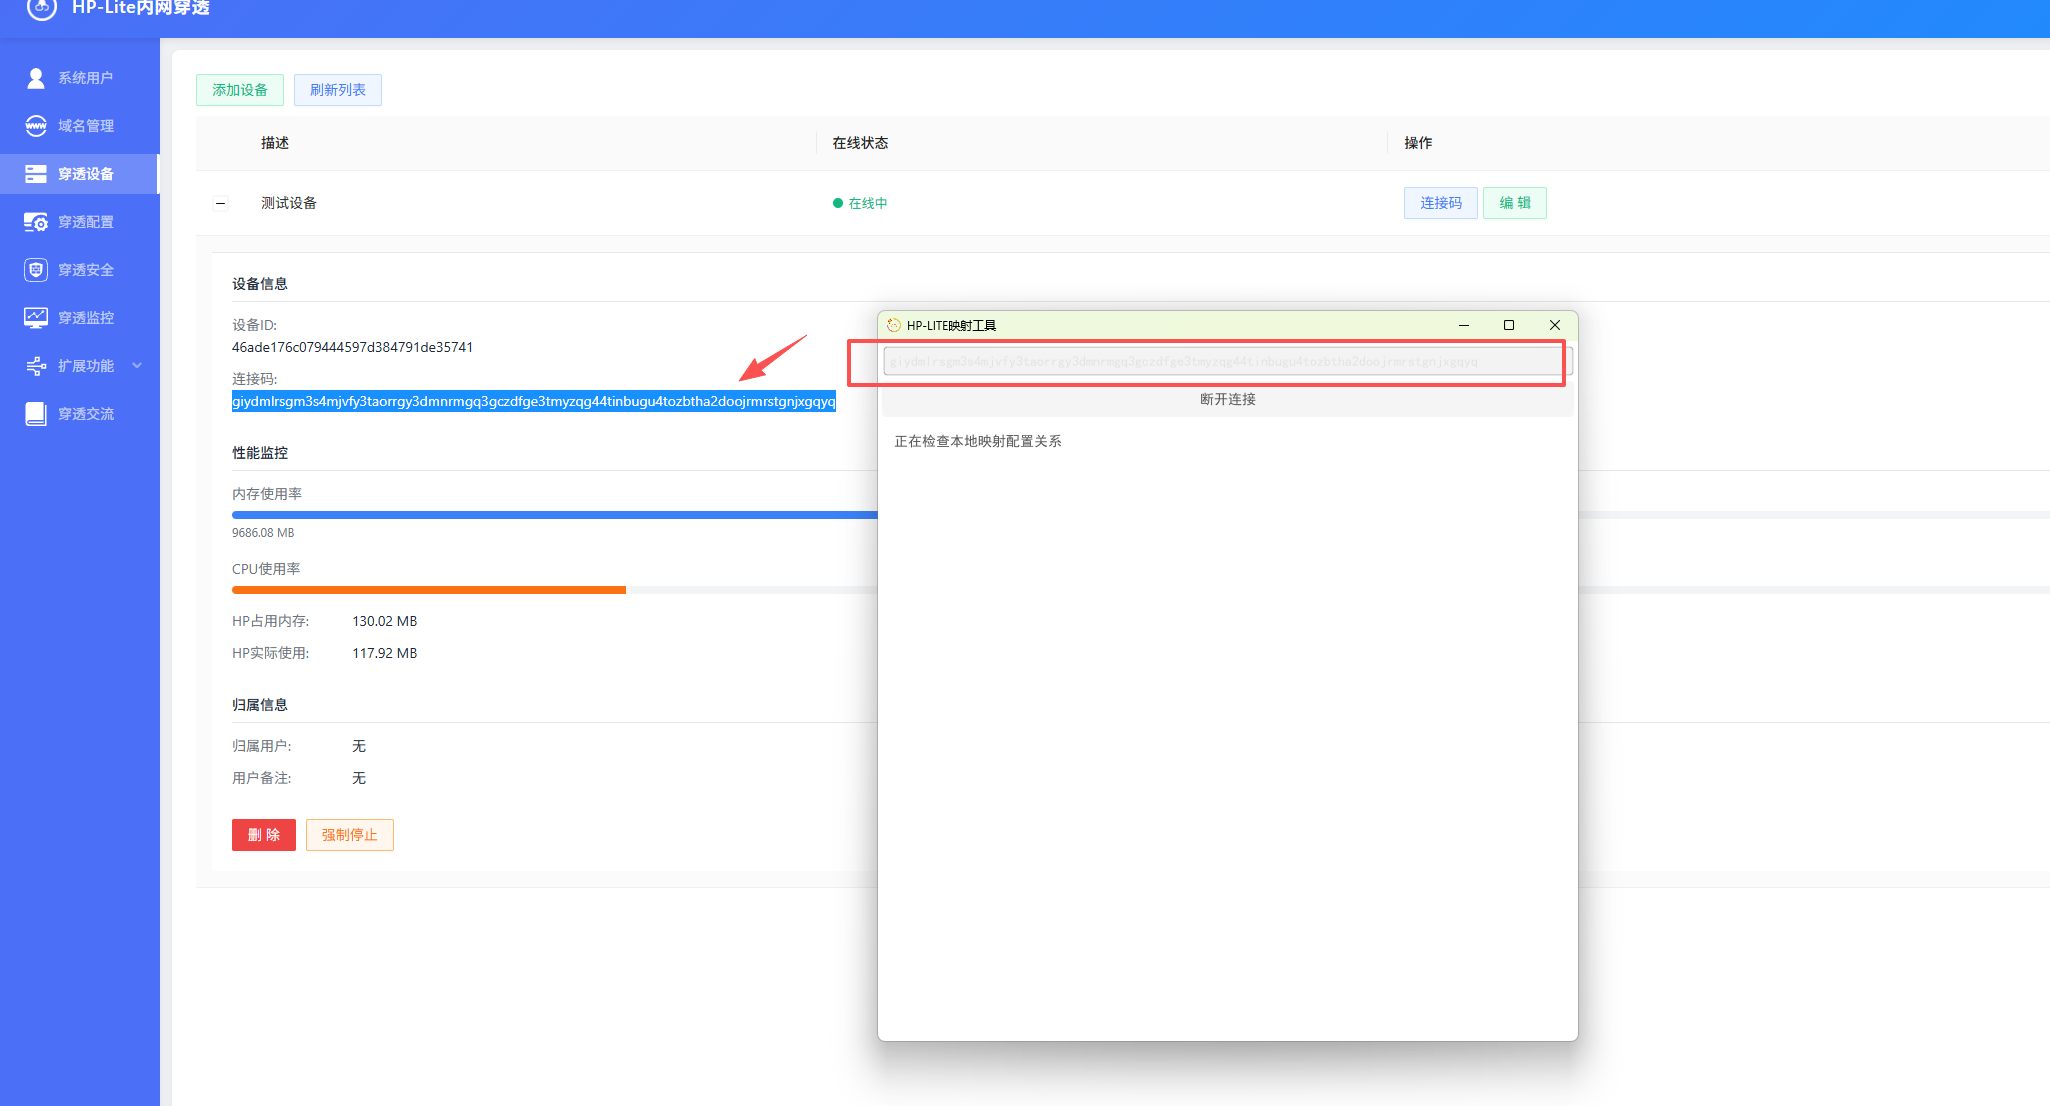 HP-Lite内网穿透
系统用户
域名管理
穿透设备
穿透配置
穿透安全
穿透监控
扩展功能
穿透交流
添加设备
刷新列表
描述
在线状态
操作
测试设备
在线中
连接码
编 辑
设备信息
设备ID:
46ade176c079444597d384791de35741
连接码:
giydmlrsgm3s4mjvfy3taorrgy3dmnrmgq3gczdfge3tmyzqg44tinbugu4tozbtha2doojrmrstgnjxgqyq
性能监控
内存使用率
9686.08 MB
CPU使用率
HP占用内存:
130.02 MB
HP实际使用:
117.92 MB
归属信息
归属用户:
无
用户备注:
无
删 除
强制停止
HP-LITE映射工具
giydmlrsgm3s4mjvfy3taorrgy3dmnrmgq3gczdfge3tmyzqg44tinbugu4tozbtha2doojrmrstgnjxgqyq
断开连接
正在检查本地映射配置关系